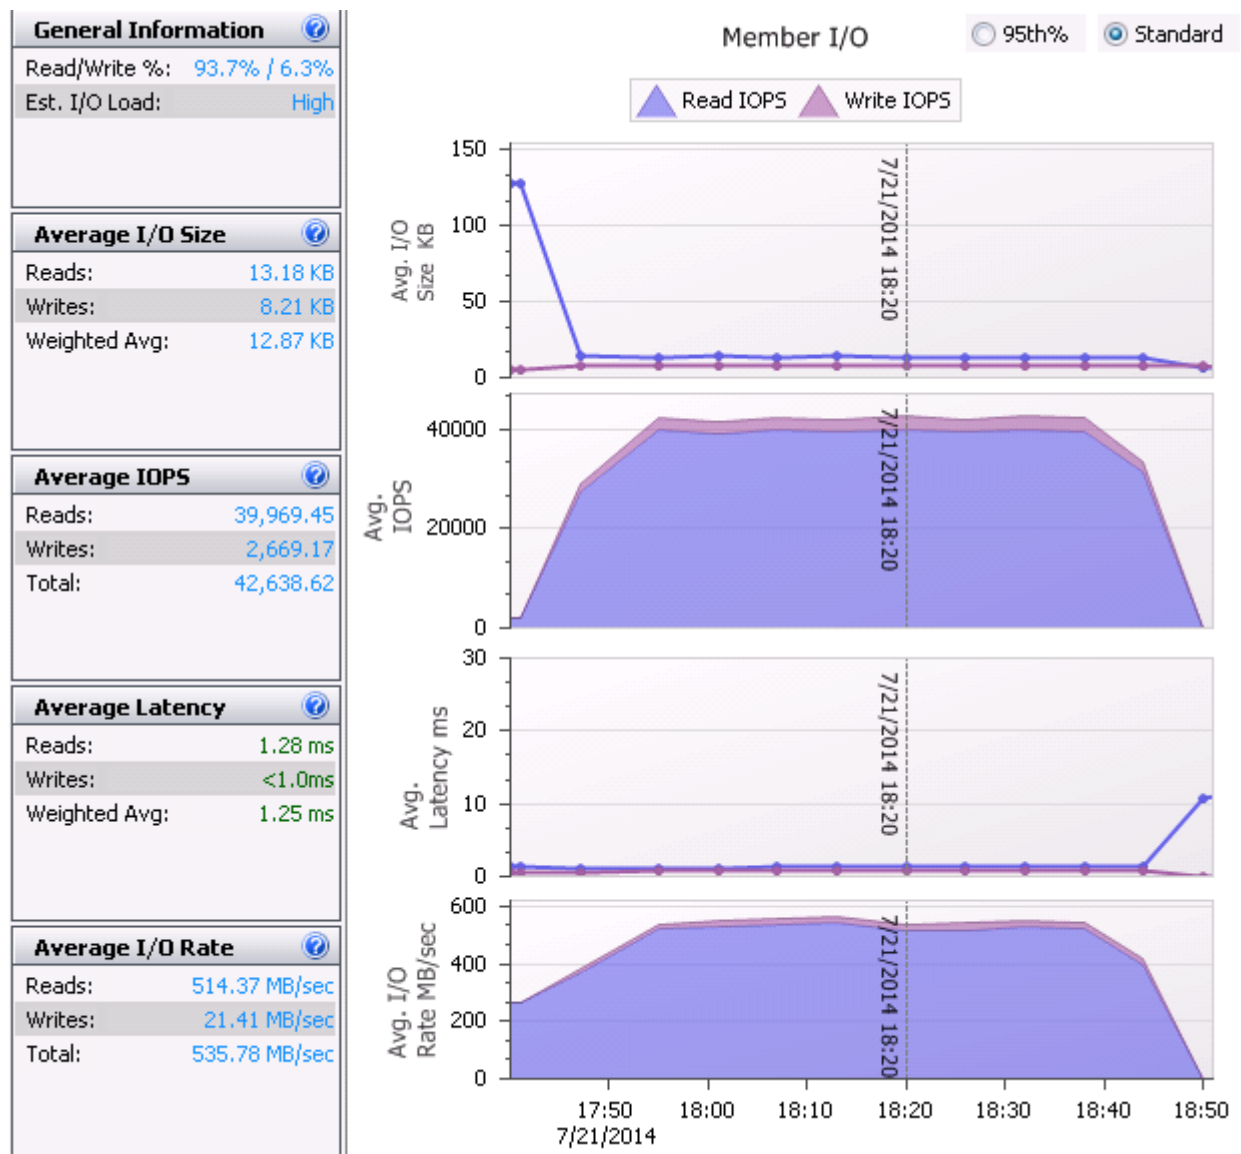 General Information
Read/Write %: 93.7% / 6.3%
Est. I/O Load: High
Average I/O Size
Reads: 13.18 KB
Writes: 8.21 KB
Weighted Avg: 12.87 KB
Average IOPS
Reads: 39,969.45
Writes: 2,669.17
Total: 42,638.62
Average Latency
Reads: 1.28 ms
Writes: <1.0ms
Weighted Avg: 1.25 ms
Average I/O Rate
Reads: 514.37 MB/sec
Writes: 21.41 MB/sec
Total: 535.78 MB/sec
Member I/O
95th%
Standard
Read IOPS
Write IOPS
Avg. I/O
Size KB
150
100
50
0
7/21/2014 18:20
Avg.
IOPS
40000
20000
0
7/21/2014 18:20
Avg.
Latency ms
30
20
10
0
7/21/2014 18:20
Avg. I/O
Rate MB/sec
600
400
200
0
7/21/2014 18:20
17:50 18:00 18:10 18:20 18:30 18:40 18:50
7/21/2014